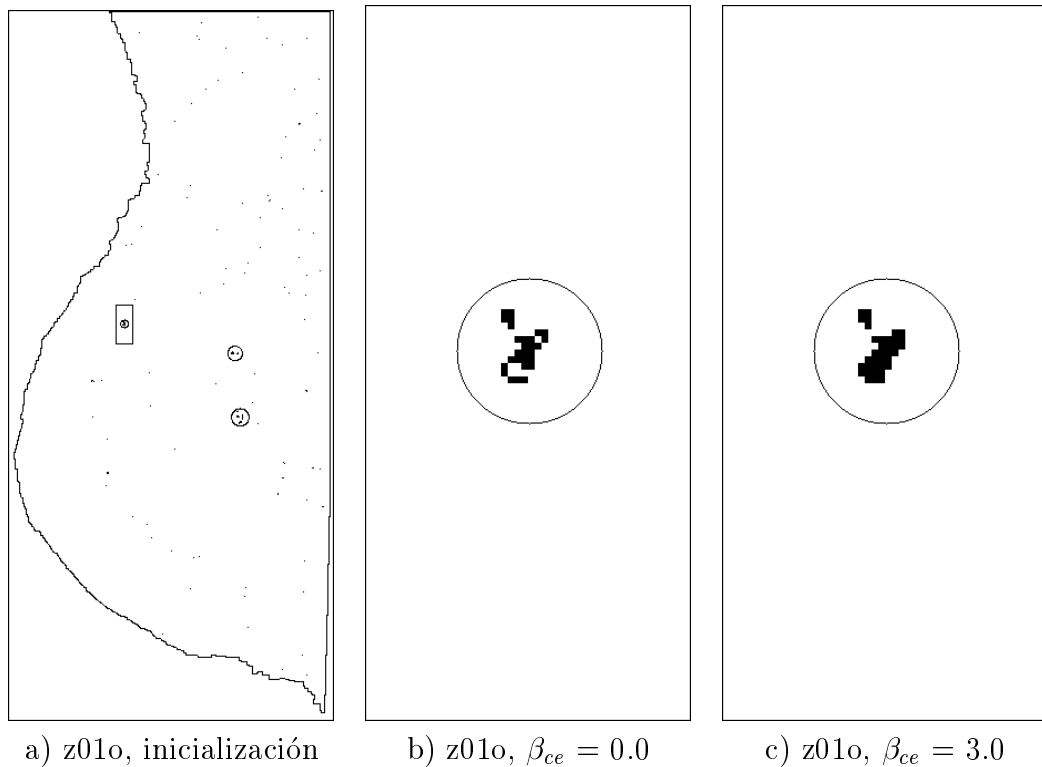 a) z01o, inicialización
b) z01o, β_ce = 0.0
c) z01o, β_ce = 3.0